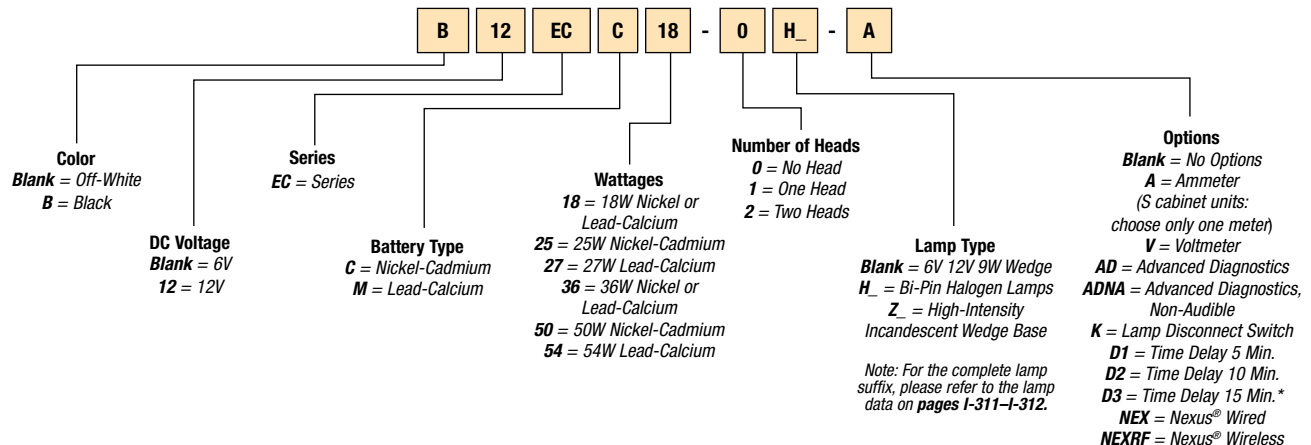 B 12 EC C 18 - 0 H_ - A
Color
Blank = Off-White
B = Black
DC Voltage
Blank = 6V
12 = 12V
Series
EC = Series
Battery Type
C = Nickel-Cadmium
M = Lead-Calcium
Wattages
18 = 18W Nickel or
Lead-Calcium
25 = 25W Nickel-Cadmium
27 = 27W Lead-Calcium
36 = 36W Nickel or
Lead-Calcium
50 = 50W Nickel-Cadmium
54 = 54W Lead-Calcium
Number of Heads
0 = No Head
1 = One Head
2 = Two Heads
Lamp Type
Blank = 6V 12V 9W Wedge
H_ = Bi-Pin Halogen Lamps
Z_ = High-Intensity
Incandescent Wedge Base
Note: For the complete lamp
suffix, please refer to the lamp
data on pages I-311–I-312.
Options
Blank = No Options
A = Ammeter
(S cabinet units:
choose only one meter)
V = Voltmeter
AD = Advanced Diagnostics
ADNA = Advanced Diagnostics,
Non-Audible
K = Lamp Disconnect Switch
D1 = Time Delay 5 Min.
D2 = Time Delay 10 Min.
D3 = Time Delay 15 Min.*
NEX = Nexus® Wired
NEXRF = Nexus® Wireless